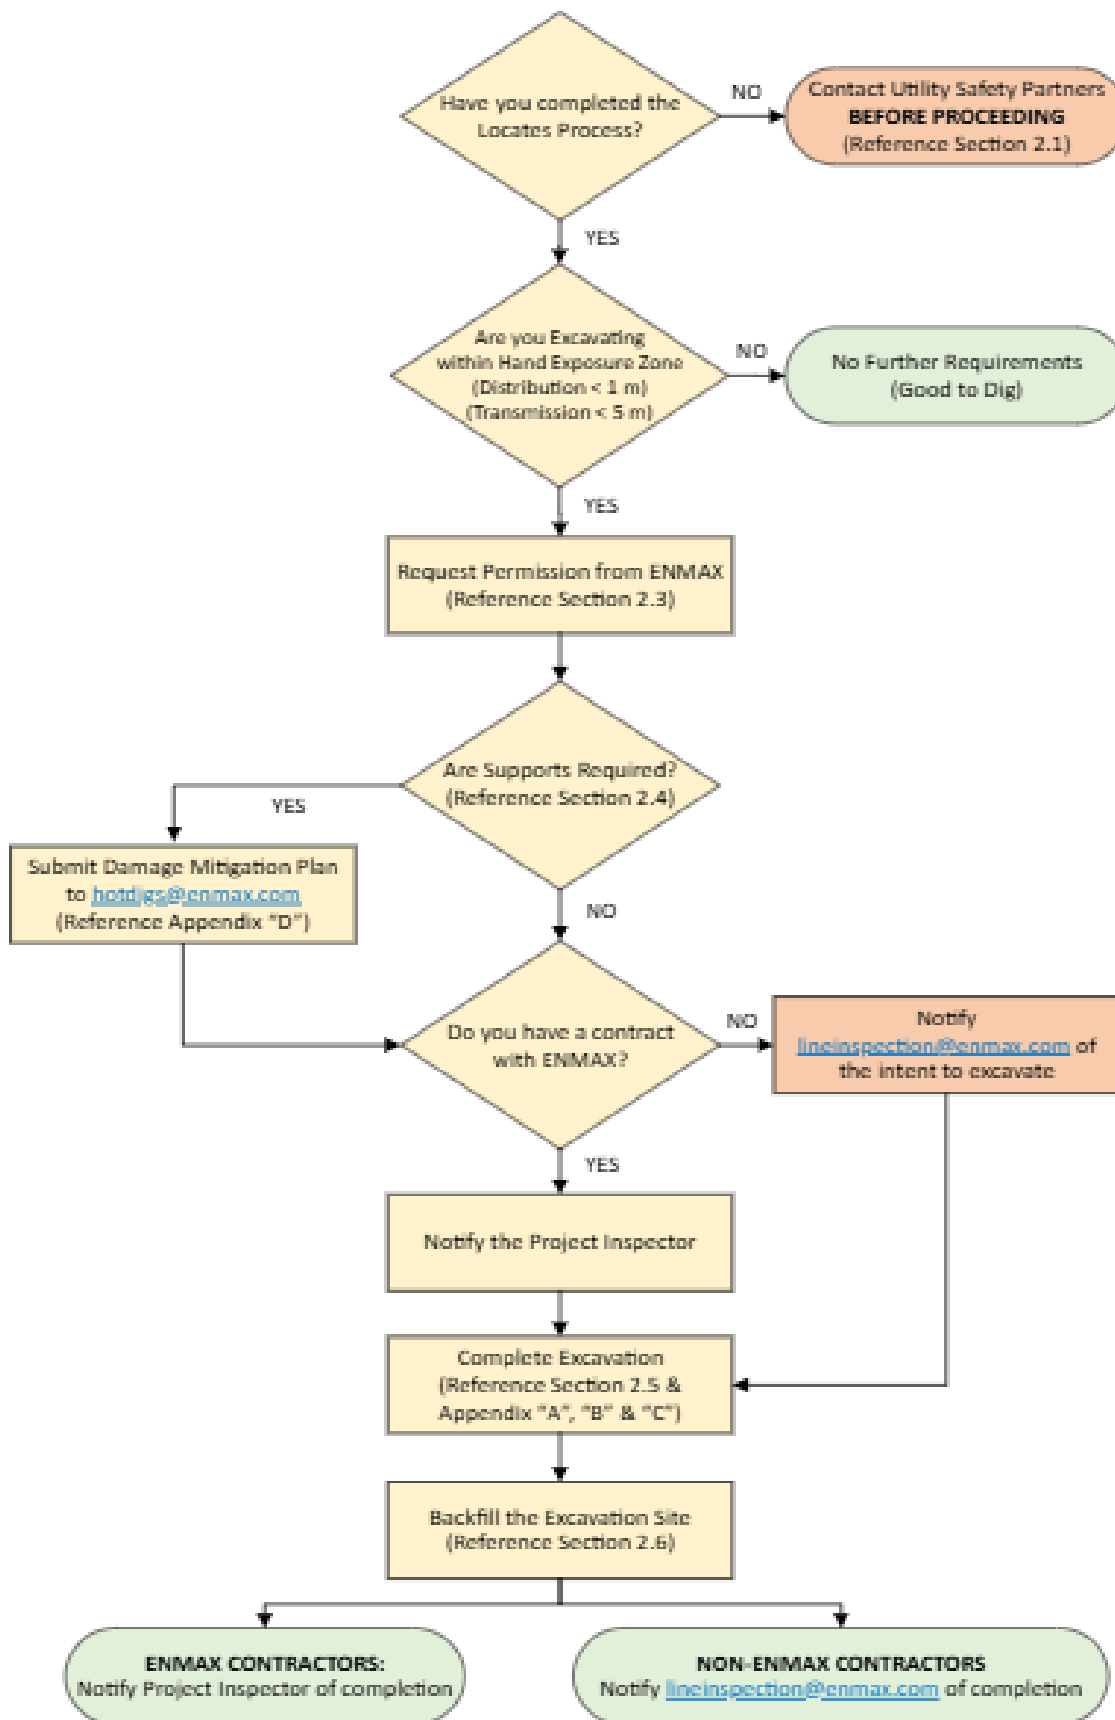 Have you completed the
Locates Process?
NO
Contact Utility Safety Partners
BEFORE PROCEEDING
(Reference Section 2.1)
YES
Are you Excavating
within Hand Exposure Zone
(Distribution < 1 m)
(Transmission < 5 m)
NO
No Further Requirements
(Good to Dig)
YES
Request Permission from ENMAX
(Reference Section 2.3)
Are Supports Required?
(Reference Section 2.4)
YES
Submit Damage Mitigation Plan
to hotdigs@enmax.com
(Reference Appendix "D")
NO
Do you have a contract
with ENMAX?
NO
Notify
lineinspection@enmax.com of
the intent to excavate
YES
Notify the Project Inspector
Complete Excavation
(Reference Section 2.5 &
Appendix "A", "B" & "C")
Backfill the Excavation Site
(Reference Section 2.6)
ENMAX CONTRACTORS:
Notify Project Inspector of completion
NON-ENMAX CONTRACTORS
Notify lineinspection@enmax.com of completion